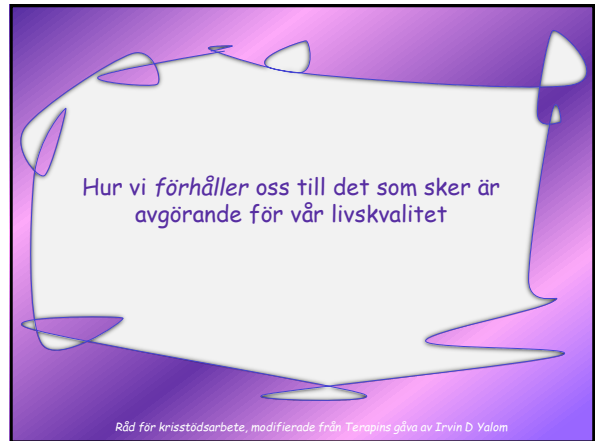 Hur vi förhåller oss till det som sker är
avgörande för vår livskvalitet
Råd för krisstödsarbete, modifierade från Terapins gåva av Irvin D Yalom